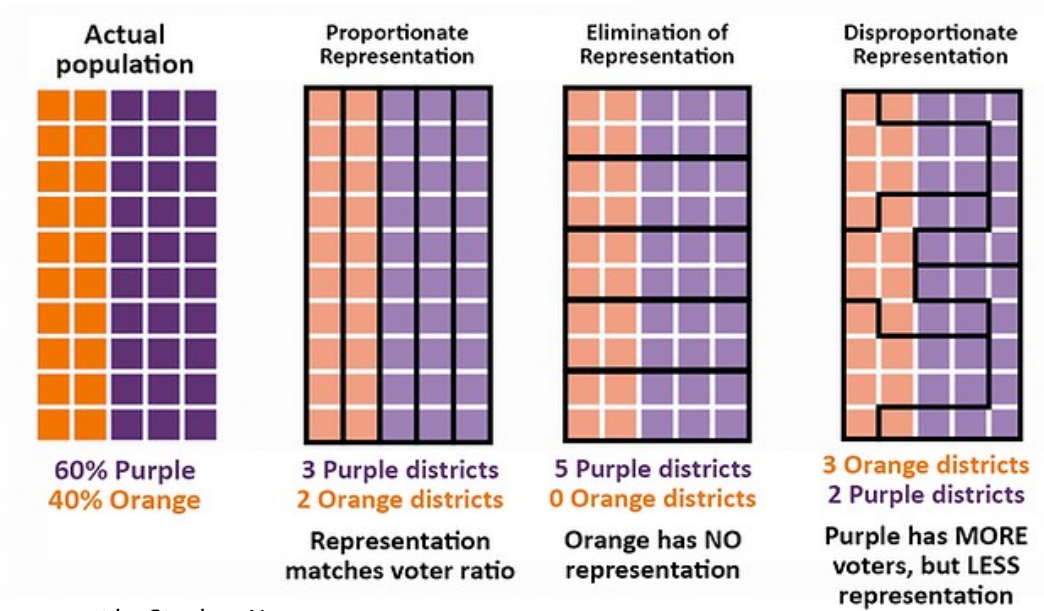 Actual
population
60% Purple
40% Orange
Proportionate
Representation
3 Purple districts
2 Orange districts
Representation
matches voter ratio
Elimination of
Representation
5 Purple districts
0 Orange districts
Orange has NO
representation
Disproportionate
Representation
3 Orange districts
2 Purple districts
Purple has MORE
voters, but LESS
representation